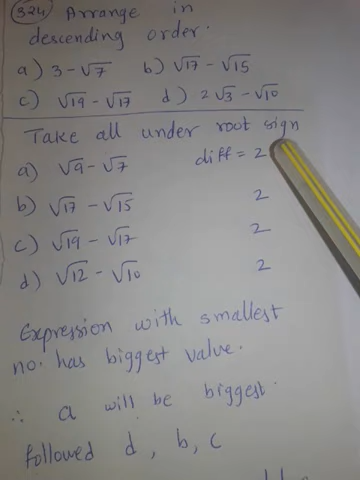 324 Arrange in
descending order.
a) 3 - √7 b) √17 - √15
c) √19 - √17 d) 2√3 - √10
Take all under root sign
a) √9 - √7 diff = 2
b) √17 - √15 2
c) √19 - √17 2
d) √12 - √10 2
Expression with smallest
no. has biggest value.
∴ a will be biggest.
followed d, b, c